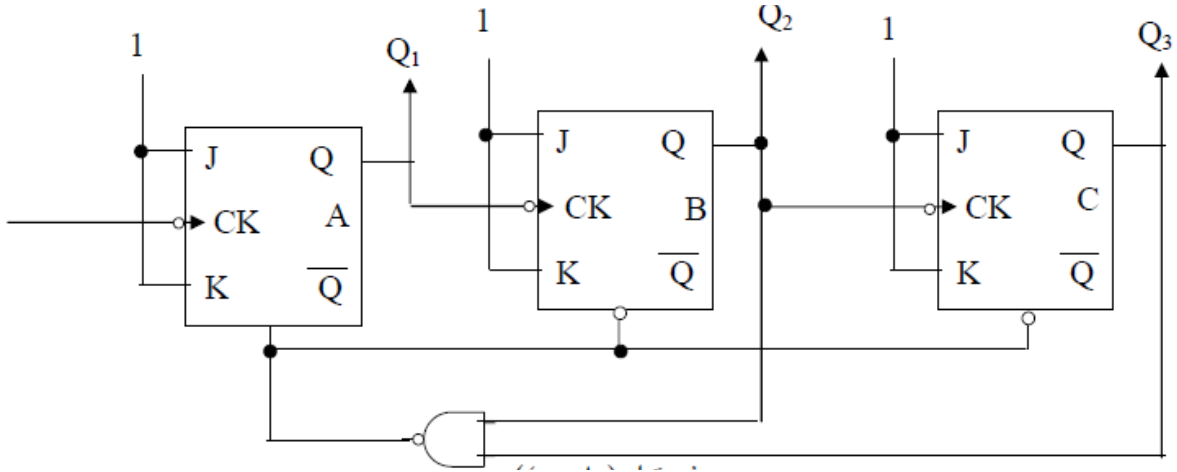 1 Q₁ 1 Q₂ 1 Q₃
J Q J Q J Q
CK A CK B CK C
K Q̅ K Q̅ K Q̅